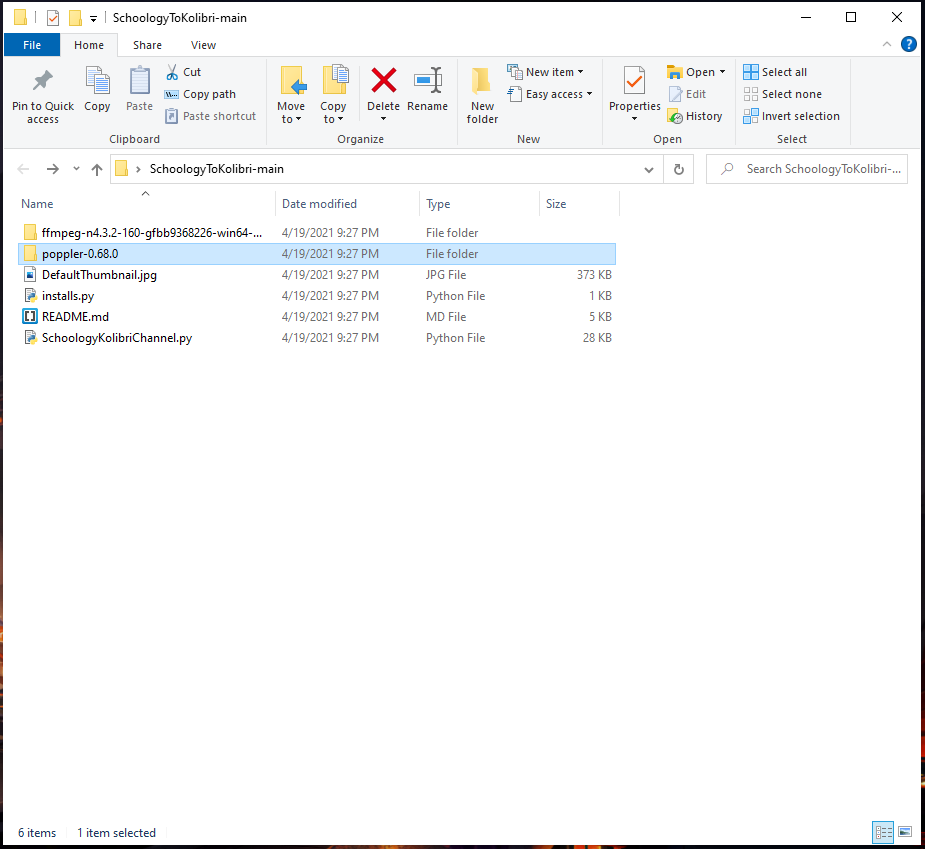 SchoologyToKolibri-main
File Home Share View
Pin to Quick access
Copy
Paste
Cut
Copy path
Paste shortcut
Clipboard
Move to
Copy to
Delete
Rename
Organize
New folder
New item
Easy access
New
Properties
Open
Edit
History
Open
Select all
Select none
Invert selection
Select
SchoologyToKolibri-main
Search SchoologyToKolibri-...
Name Date modified Type Size
ffmpeg-n4.3.2-160-gfbb9368226-win64-... 4/19/2021 9:27 PM File folder
poppler-0.68.0 4/19/2021 9:27 PM File folder
DefaultThumbnail.jpg 4/19/2021 9:27 PM JPG File 373 KB
installs.py 4/19/2021 9:27 PM Python File 1 KB
README.md 4/19/2021 9:27 PM MD File 5 KB
SchoologyKolibriChannel.py 4/19/2021 9:27 PM Python File 28 KB
6 items 1 item selected